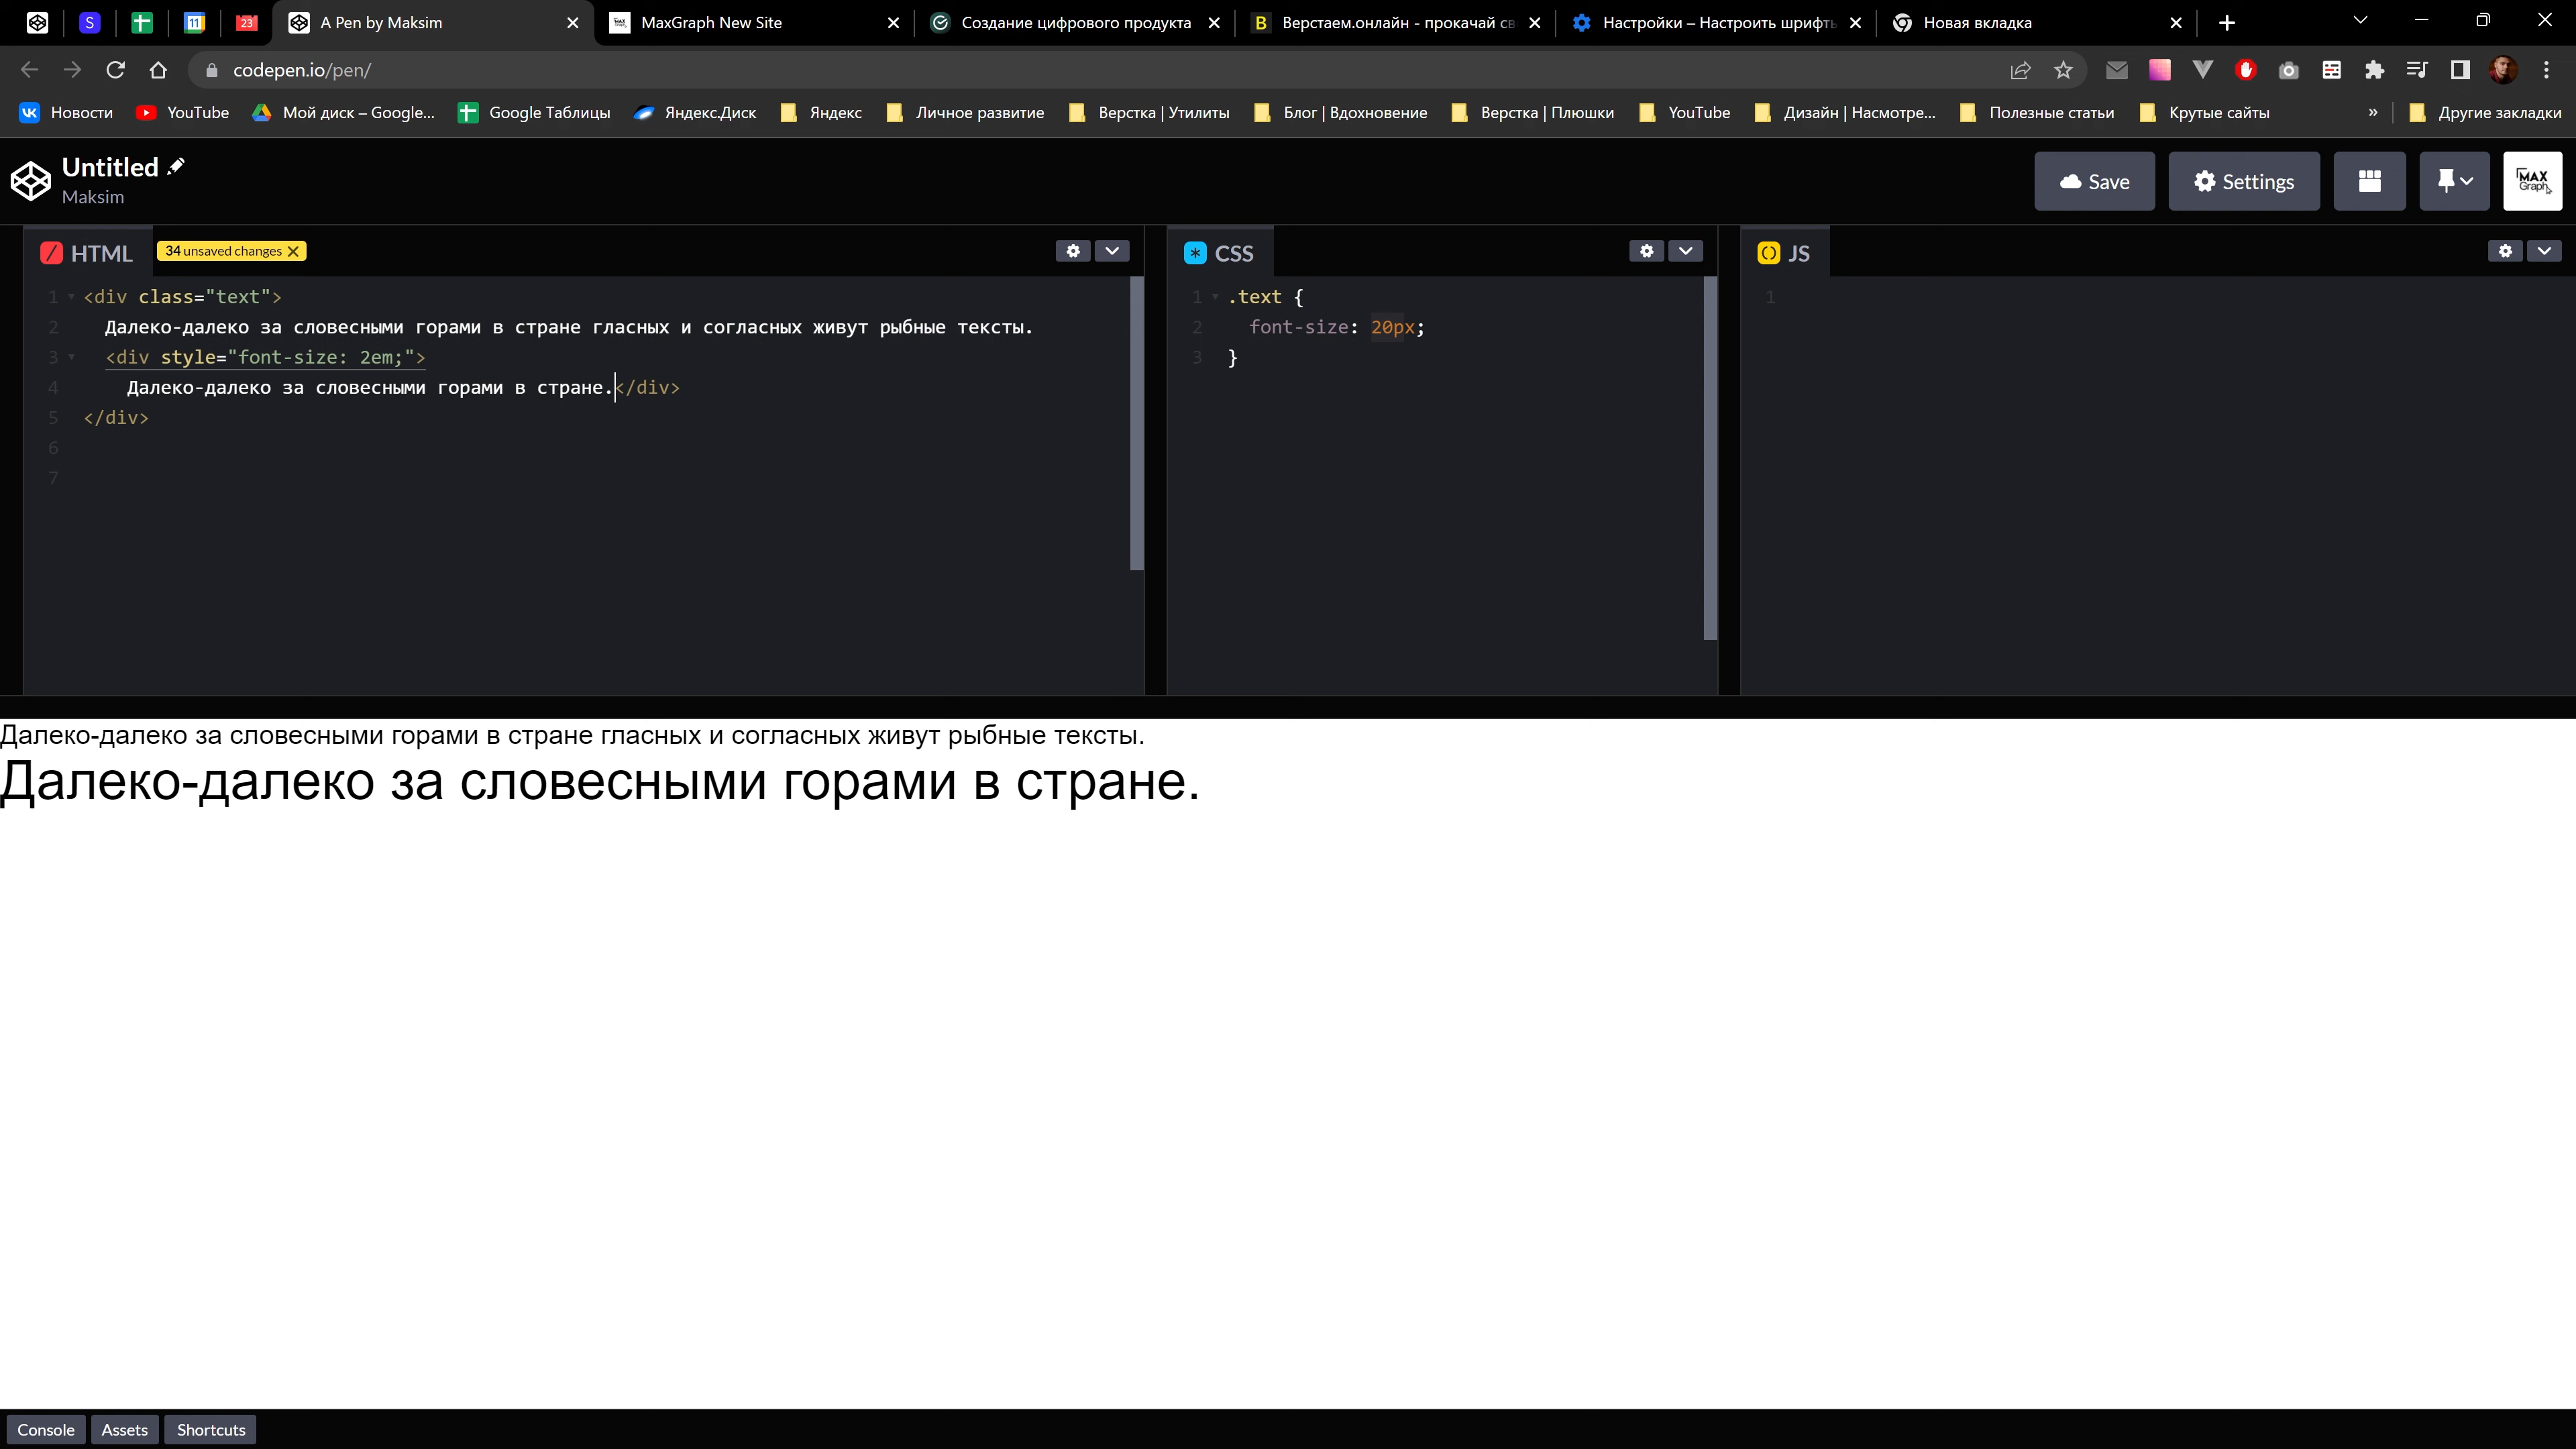 S
11
23
A Pen by Maksim
MaxGraph New Site
Создание цифрового продукта
B
Верстаем.онлайн - прокачай св
Настройки – Настроить шрифты
Новая вкладка
codepen.io/pen/
Новости
YouTube
Мой диск – Google...
Google Таблицы
Яндекс.Диск
Яндекс
Личное развитие
Верстка | Утилиты
Блог | Вдохновение
Верстка | Плюшки
YouTube
Дизайн | Насмотре...
Полезные статьи
Крутые сайты
»
Другие закладки
Untitled
Maksim
Save
Settings
MAX
Graph
HTML
34 unsaved changes
CSS
JS
1 <div class="text">
2 Далеко-далеко за словесными горами в стране гласных и согласных живут рыбные тексты.
3 <div style="font-size: 2em;">
4 Далеко-далеко за словесными горами в стране.</div>
5 </div>
6
7
1 .text {
2 font-size: 20px;
3 }
1
Далеко-далеко за словесными горами в стране гласных и согласных живут рыбные тексты.
Далеко-далеко за словесными горами в стране.
Console
Assets
Shortcuts